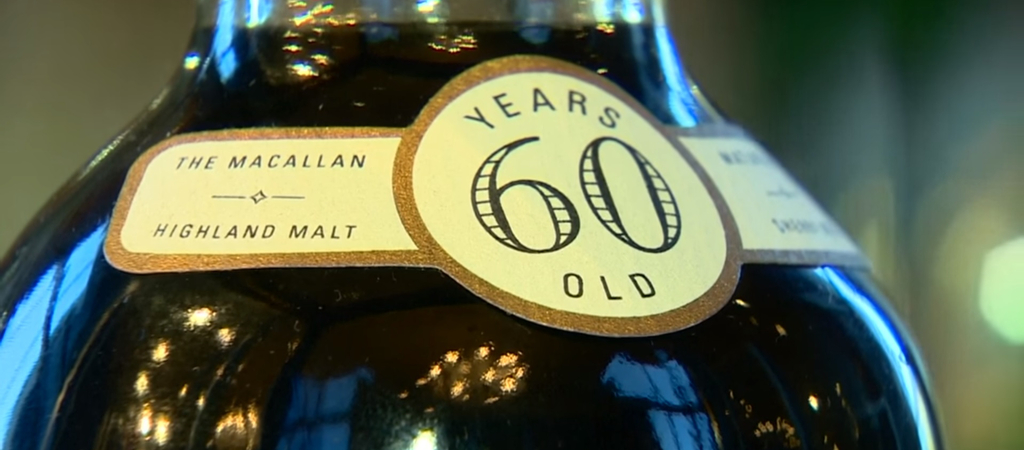 THE MACALLAN
HIGHLAND MALT
YEARS
60
OLD